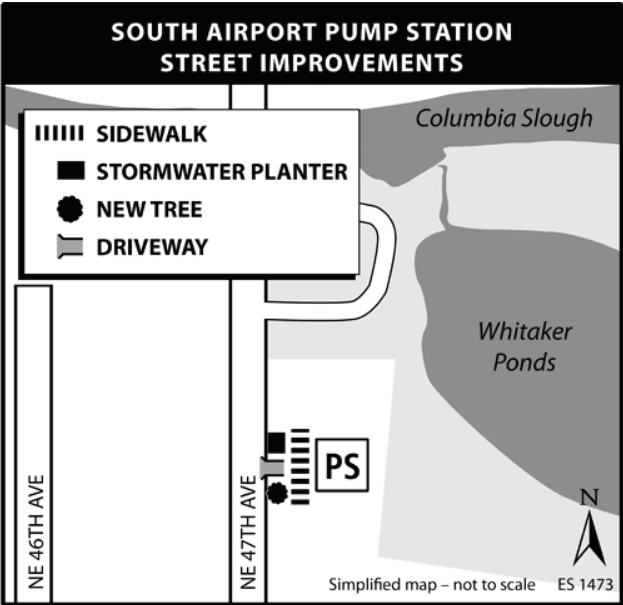 SOUTH AIRPORT PUMP STATION
STREET IMPROVEMENTS
Columbia Slough
SIDEWALK
STORMWATER PLANTER
NEW TREE
DRIVEWAY
Whitaker
Ponds
PS
NE 46TH AVE
NE 47TH AVE
N
Simplified map – not to scale
ES 1473